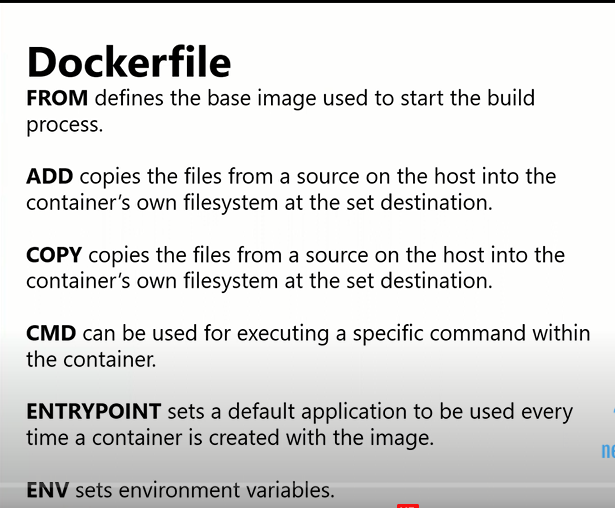 Dockerfile
FROM defines the base image used to start the build
process.
ADD copies the files from a source on the host into the
container’s own filesystem at the set destination.
COPY copies the files from a source on the host into the
container’s own filesystem at the set destination.
CMD can be used for executing a specific command within
the container.
ENTRYPOINT sets a default application to be used every
time a container is created with the image.
ENV sets environment variables.